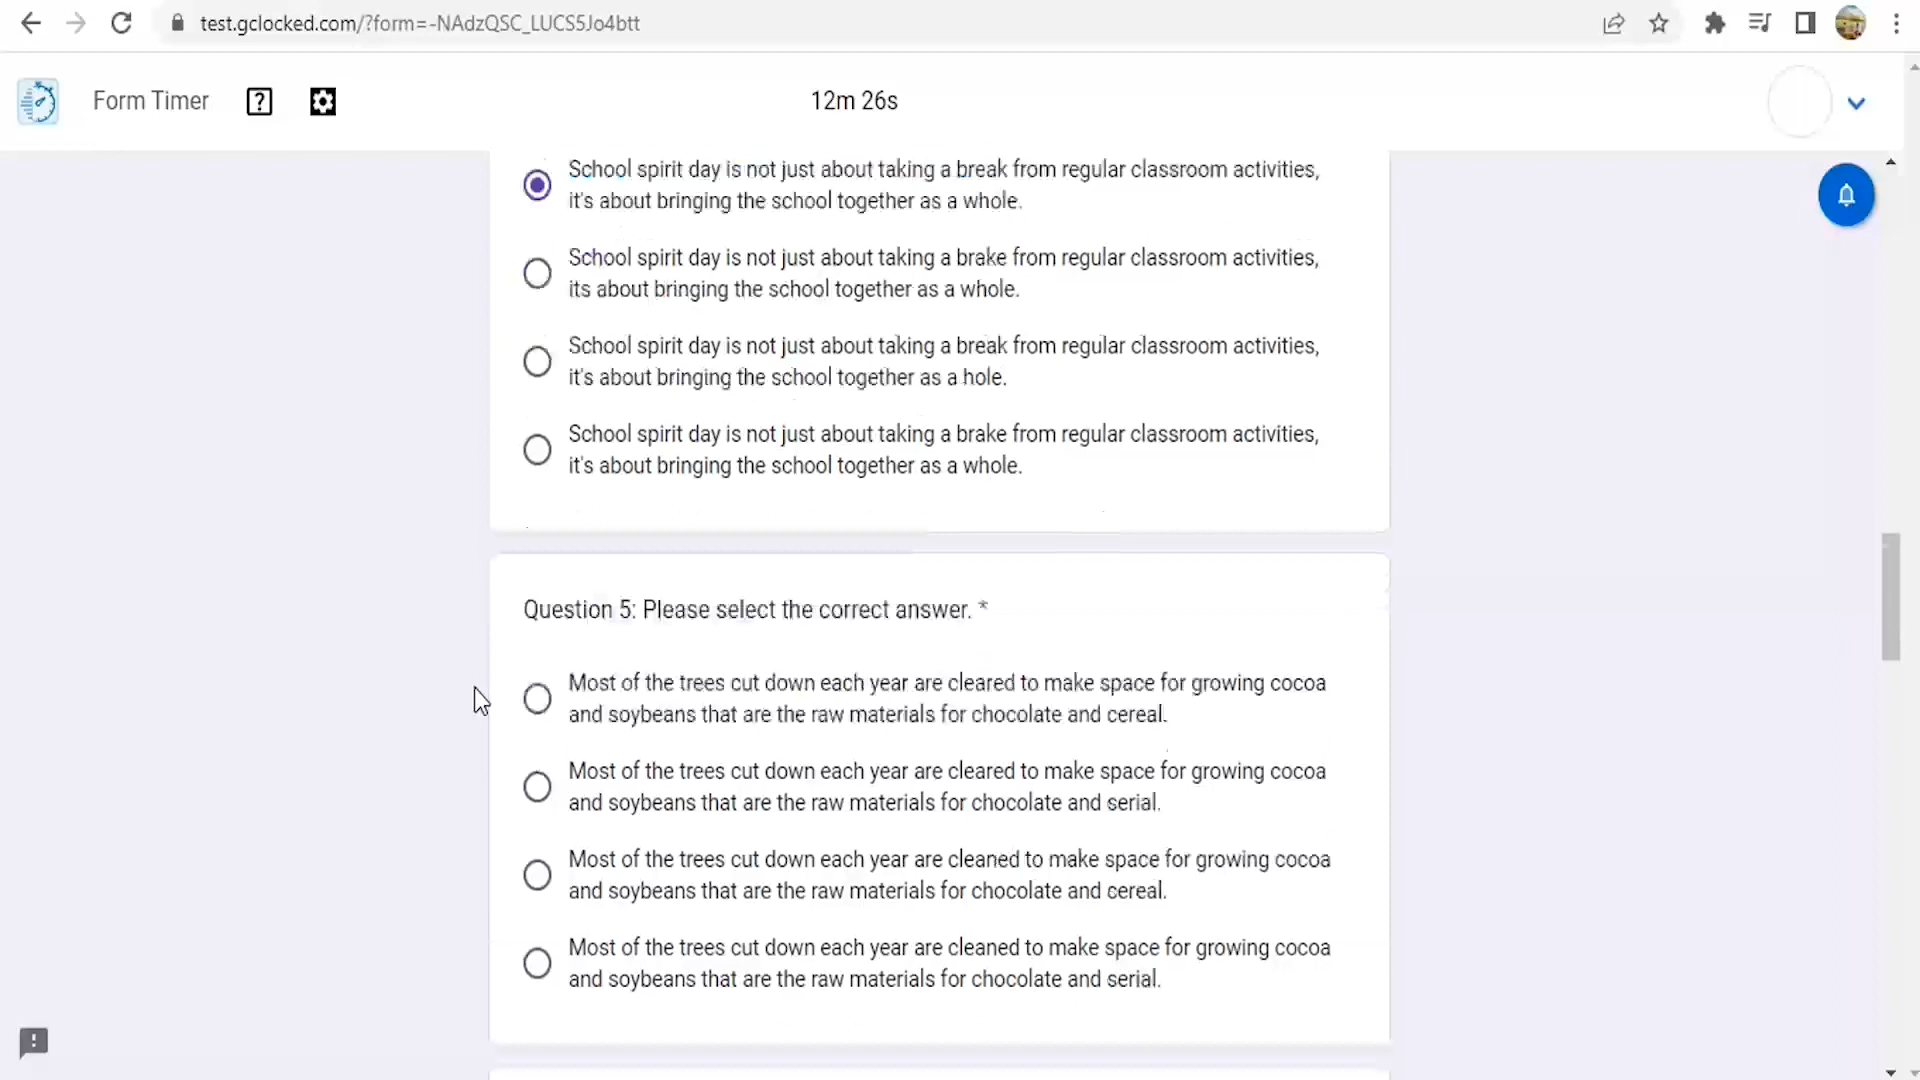 test.gclocked.com/?form=-NAdzQSC_LUCS5Jo4btt
Form Timer
12m 26s
School spirit day is not just about taking a break from regular classroom activities,
it's about bringing the school together as a whole.
School spirit day is not just about taking a brake from regular classroom activities,
its about bringing the school together as a whole.
School spirit day is not just about taking a break from regular classroom activities,
it's about bringing the school together as a hole.
School spirit day is not just about taking a brake from regular classroom activities,
it's about bringing the school together as a whole.
Question 5: Please select the correct answer. *
Most of the trees cut down each year are cleared to make space for growing cocoa
and soybeans that are the raw materials for chocolate and cereal.
Most of the trees cut down each year are cleared to make space for growing cocoa
and soybeans that are the raw materials for chocolate and serial.
Most of the trees cut down each year are cleaned to make space for growing cocoa
and soybeans that are the raw materials for chocolate and cereal.
Most of the trees cut down each year are cleaned to make space for growing cocoa
and soybeans that are the raw materials for chocolate and serial.